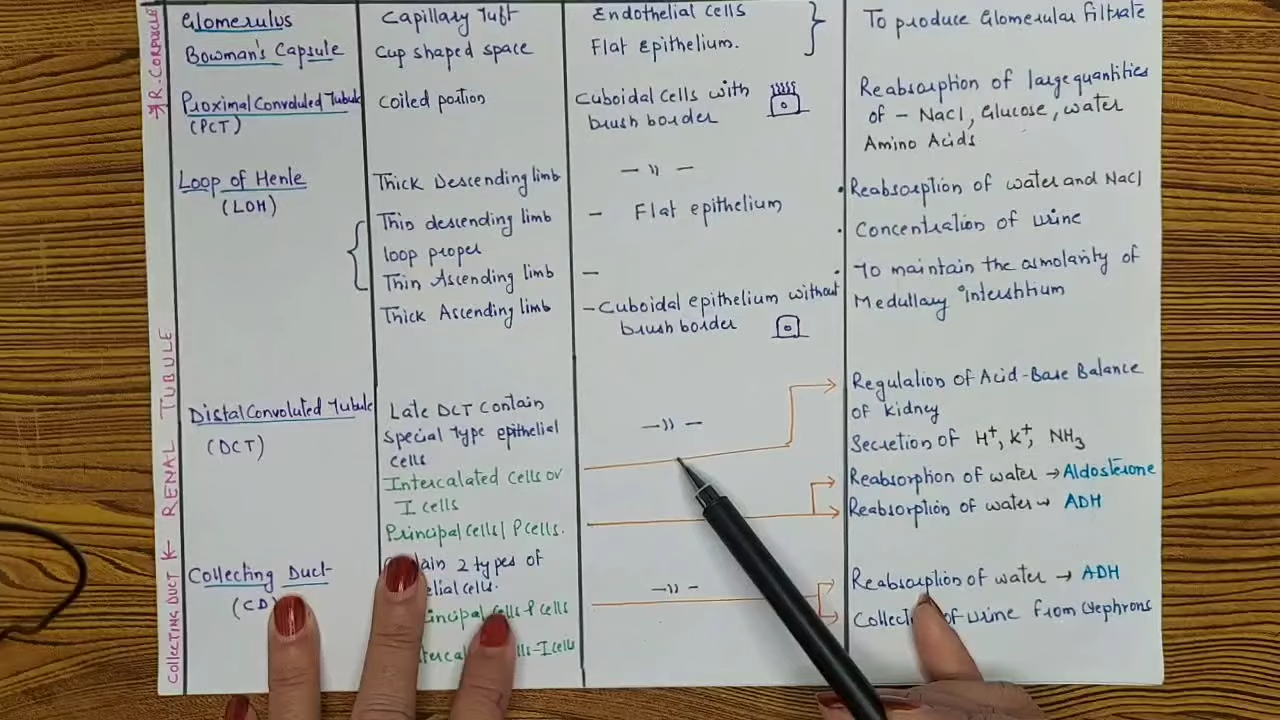 Glomerulus
Capillary Tuft
Endothelial cells
To produce Glomerular filtrate
Bowman's Capsule
Cup shaped space
Flat Epithelium.
Proximal Convoluted Tubule
(PCT)
Coiled portion
Cuboidal Cells with
brush border
Reabsorption of large quantities
of - NaCl, Glucose, water
Amino Acids
Loop of Henle
(LOH)
Thick Descending limb
- " -
Reabsorption of water and NaCl
Thin descending limb
- Flat epithelium
Concentration of urine
loop proper
Thin Ascending limb
-
To maintain the osmolarity of
Medullary interstitium
Thick Ascending limb
- Cuboidal epithelium without
brush border
Distal Convoluted Tubule
(DCT)
Late DCT contain
special type epithelial
cells
- " -
Regulation of Acid-Base Balance
of kidney
Secretion of H+, K+, NH3
Intercalated Cells or
I cells
Reabsorption of water → Aldosterone
Principal cells/ P cells.
Reabsorption of water → ADH
Collecting Duct
(CD)
2 types of
cells.
- " -
Reabsorption of water → ADH
of urine from Nephrons
cells P cells
- I cells
R. CORPUSCLE
RENAL TUBULE
COLLECTING DUCT